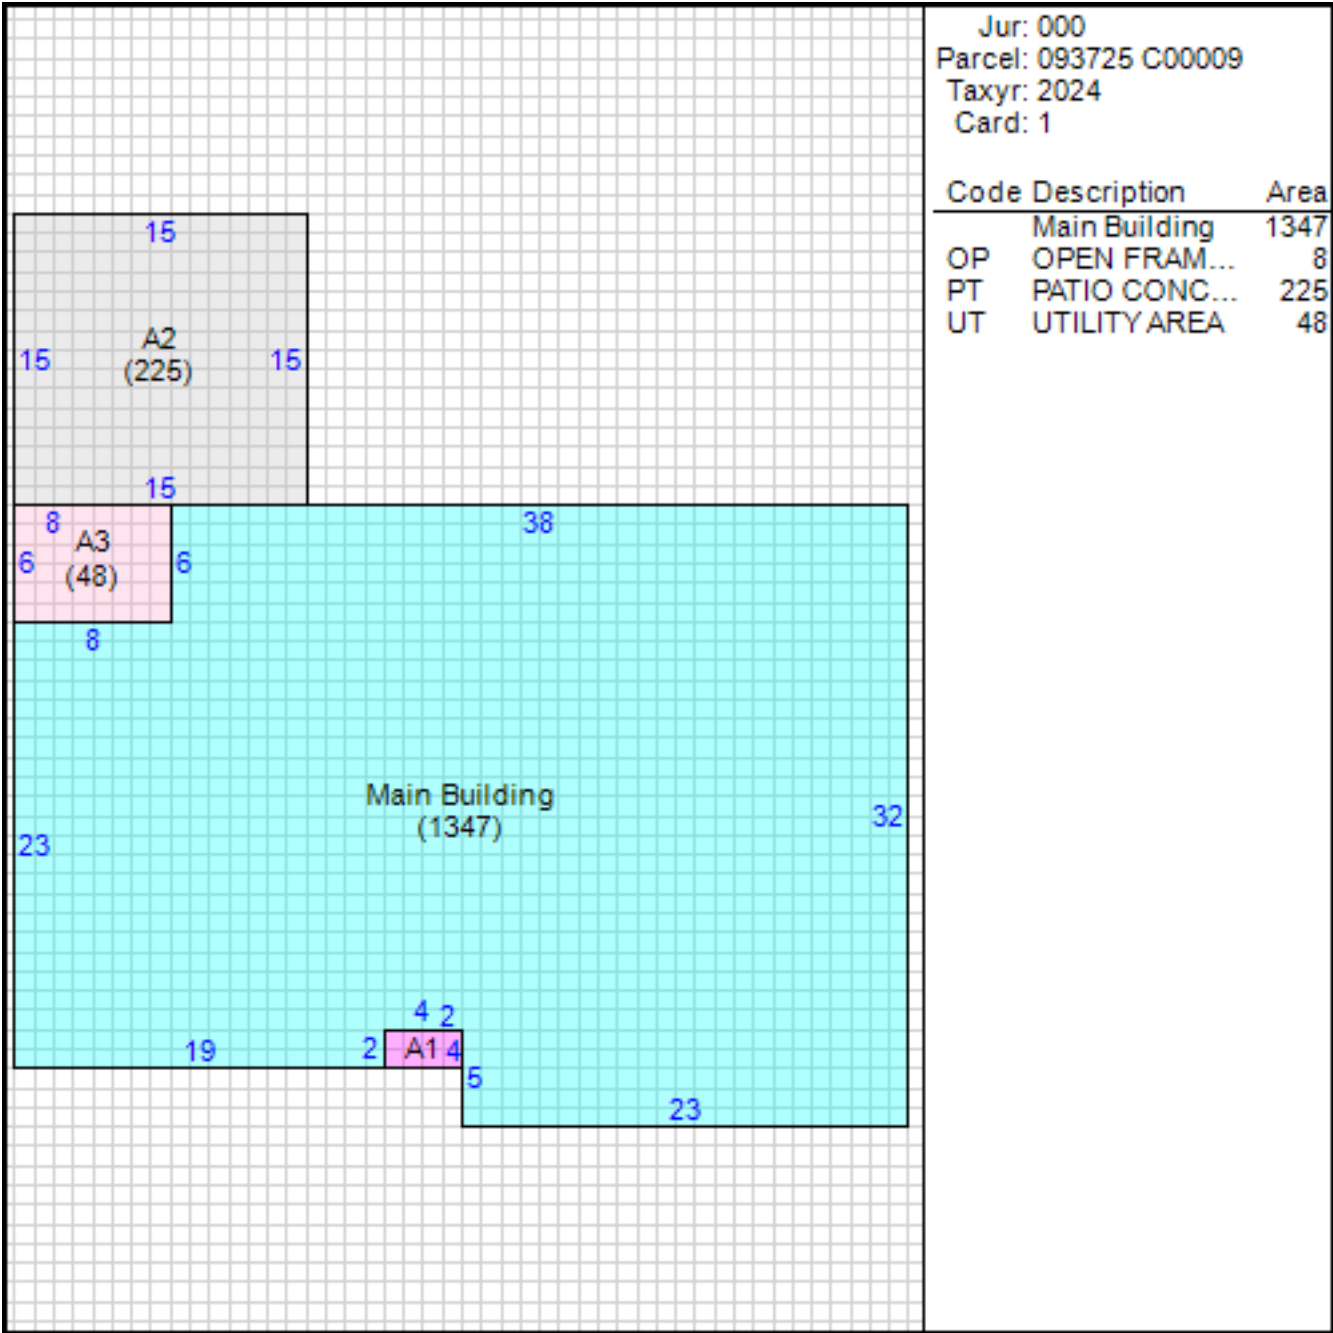 Jur: 000
Parcel: 093725 C00009
Taxyr: 2024
Card: 1
Code Description Area
Main Building 1347
OP OPEN FRAM... 8
PT PATIO CONC... 225
UT UTILITY AREA 48
15
A2
(225)
15 15
15
8 38
A3
(48)
6 6
8
Main Building
(1347)
32
23
4 2
19 2 A1 4
5
23